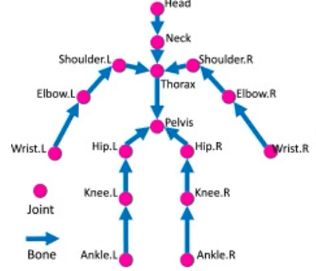 Head
Neck
Shoulder.L
Shoulder.R
Thorax
Elbow.L
Elbow.R
Pelvis
Wrist.L
Hip.L
Hip.R
Wrist.R
Knee.L
Knee.R
Joint
Bone
Ankle.L
Ankle.R